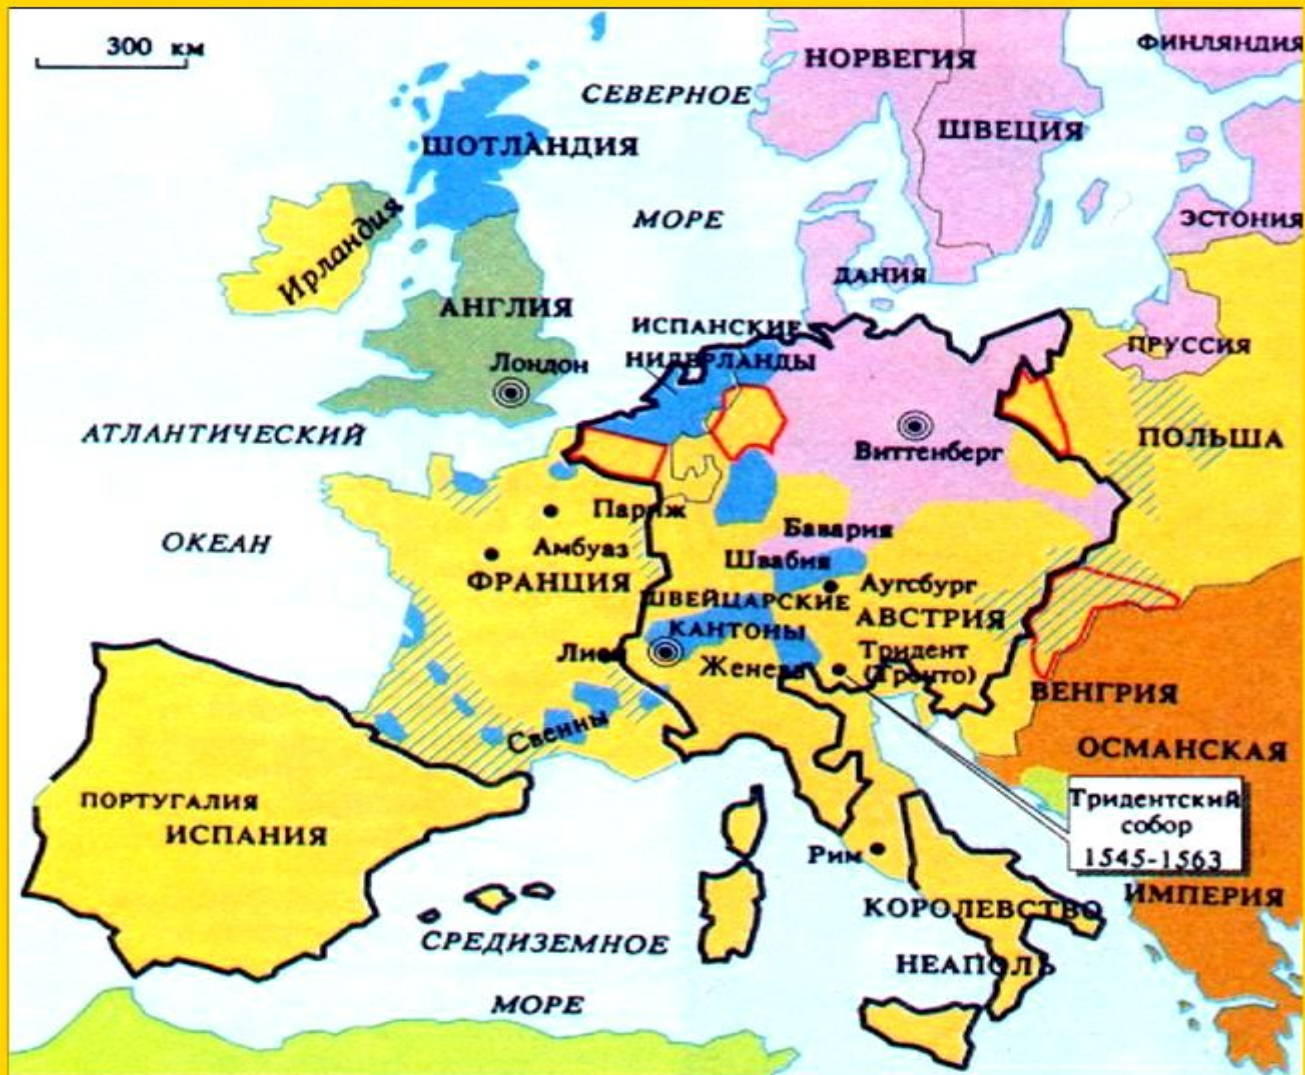 300 км
НОРВЕГИЯ
ФИНЛЯНДИЯ
СЕВЕРНОЕ
ШВЕЦИЯ
ШОТЛАНДИЯ
МОРЕ
ЭСТОНИЯ
Ирландия
ДАНИЯ
АНГЛИЯ
ИСПАНСКИЕ
НИДЕРЛАНДЫ
ПРУССИЯ
Лондон
АТЛАНТИЧЕСКИЙ
ПОЛЬША
Виттенберг
Париж
Бавария
ОКЕАН
Амбуаз
Швабия
ФРАНЦИЯ
Аугсбург
ШВЕЙЦАРСКИЕ
АВСТРИЯ
КАНТОНЫ
Лион
Женева
Тридент
(Тренто)
ВЕНГРИЯ
Свенны
ОСМАНСКАЯ
ПОРТУГАЛИЯ
ИСПАНИЯ
Тридентский
собор
1545-1563
Рим
ИМПЕРИЯ
КОРОЛЕВСТВО
СРЕДИЗЕМНОЕ
НЕАПОЛЬ
МОРЕ